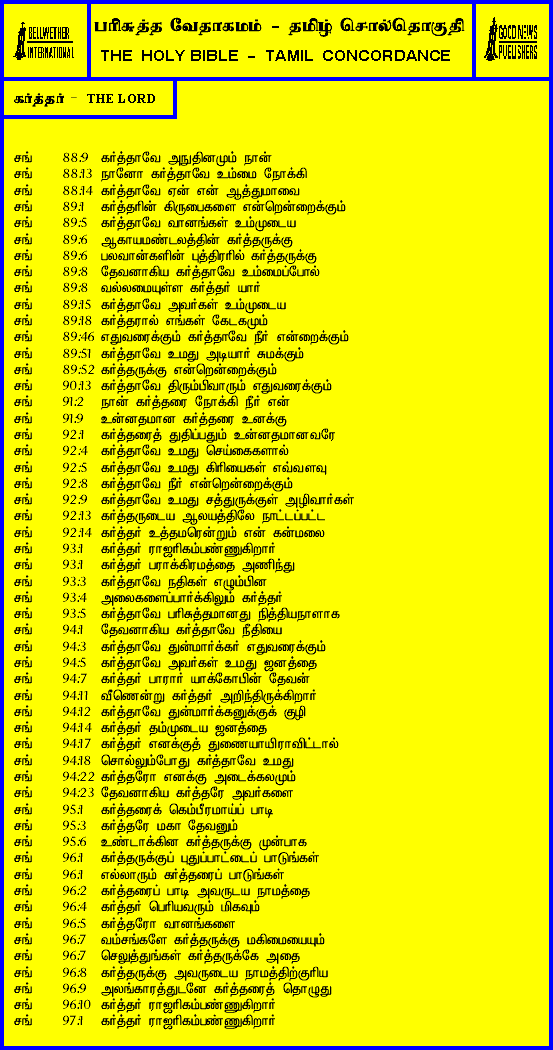 BELLWETHER INTERNATIONAL
பரிசுத்த வேதாகமம் - தமிழ் சொல்தொகுதி
THE HOLY BIBLE - TAMIL CONCORDANCE
GOOD NEWS PUBLISHERS
கர்த்தர் - THE LORD
சங் 88:9 கர்த்தாவே அநுதினமும் நான்
சங் 88:13 நானோ கர்த்தாவே உம்மை நோக்கி
சங் 88:14 கர்த்தாவே ஏன் என் ஆத்துமாவை
சங் 89:1 கர்த்தரின் கிருபைகளை என்றென்றைக்கும்
சங் 89:5 கர்த்தாவே வானங்கள் உம்முடைய
சங் 89:6 ஆகாயமண்டலத்தின் கர்த்தருக்கு
சங் 89:6 பலவான்களின் புத்திரரில் கர்த்தருக்கு
சங் 89:8 தேவனாகிய கர்த்தாவே உம்மைப்போல்
சங் 89:8 வல்லமையுள்ள கர்த்தர் யார்
சங் 89:15 கர்த்தாவே அவர்கள் உம்முடைய
சங் 89:18 கர்த்தரால் எங்கள் கேடகமும்
சங் 89:46 எதுவரைக்கும் கர்த்தாவே நீர் என்றைக்கும்
சங் 89:51 கர்த்தாவே உமது அடியார் சுமக்கும்
சங் 89:52 கர்த்தருக்கு என்றென்றைக்கும்
சங் 90:13 கர்த்தாவே திரும்பிவாரும் எதுவரைக்கும்
சங் 91:2 நான் கர்த்தரை நோக்கி நீர் என்
சங் 91:9 உன்னதமான கர்த்தரை உனக்கு
சங் 92:1 கர்த்தரைத் துதிப்பதும் உன்னதமானவரே
சங் 92:4 கர்த்தாவே உமது செய்கைகளால்
சங் 92:5 கர்த்தாவே உமது கிரியைகள் எவ்வளவு
சங் 92:8 கர்த்தாவே நீர் என்றென்றைக்கும்
சங் 92:9 கர்த்தாவே உமது சத்துருக்குள் அழிவார்கள்
சங் 92:13 கர்த்தருடைய ஆலயத்திலே நாட்டப்பட்ட
சங் 92:14 கர்த்தர் உத்தமரென்றும் என் கன்மலை
சங் 93:1 கர்த்தர் ராஜரிகம்பண்ணுகிறார்
சங் 93:1 கர்த்தர் பராக்கிரமத்தை அணிந்து
சங் 93:3 கர்த்தாவே நதிகள் எழும்பின
சங் 93:4 அலைகளைப்பார்க்கிலும் கர்த்தர்
சங் 93:5 கர்த்தாவே பரிசுத்தமானது நித்தியநாளாக
சங் 94:1 தேவனாகிய கர்த்தாவே நீதியை
சங் 94:3 கர்த்தாவே துன்மார்க்கர் எதுவரைக்கும்
சங் 94:5 கர்த்தாவே அவர்கள் உமது ஜனத்தை
சங் 94:7 கர்த்தர் பாரார் யாக்கோபின் தேவன்
சங் 94:11 வீணென்று கர்த்தர் அறிந்திருக்கிறார்
சங் 94:12 கர்த்தாவே துன்மார்க்கனுக்குக் குழி
சங் 94:14 கர்த்தர் தம்முடைய ஜனத்தை
சங் 94:17 கர்த்தர் எனக்குத் துணையாயிராவிட்டால்
சங் 94:18 சொல்லும்போது கர்த்தாவே உமது
சங் 94:22 கர்த்தரோ எனக்கு அடைக்கலமும்
சங் 94:23 தேவனாகிய கர்த்தரே அவர்களை
சங் 95:1 கர்த்தரைக் கெம்பீரமாய்ப் பாடி
சங் 95:3 கர்த்தரே மகா தேவனும்
சங் 95:6 உண்டாக்கின கர்த்தருக்கு முன்பாக
சங் 96:1 கர்த்தருக்குப் புதுப்பாட்டைப் பாடுங்கள்
சங் 96:1 எல்லாரும் கர்த்தரைப் பாடுங்கள்
சங் 96:2 கர்த்தரைப் பாடி அவருடய நாமத்தை
சங் 96:4 கர்த்தர் பெரியவரும் மிகவும்
சங் 96:5 கர்த்தரோ வானங்களை
சங் 96:7 வம்சங்களே கர்த்தருக்கு மகிமையையும்
சங் 96:7 செலுத்துங்கள் கர்த்தருக்கே அதை
சங் 96:8 கர்த்தருக்கு அவருடைய நாமத்திற்குரிய
சங் 96:9 அலங்காரத்துடனே கர்த்தரைத் தொழுது
சங் 96:10 கர்த்தர் ராஜரிகம்பண்ணுகிறார்
சங் 97:1 கர்த்தர் ராஜரிகம்பண்ணுகிறார்